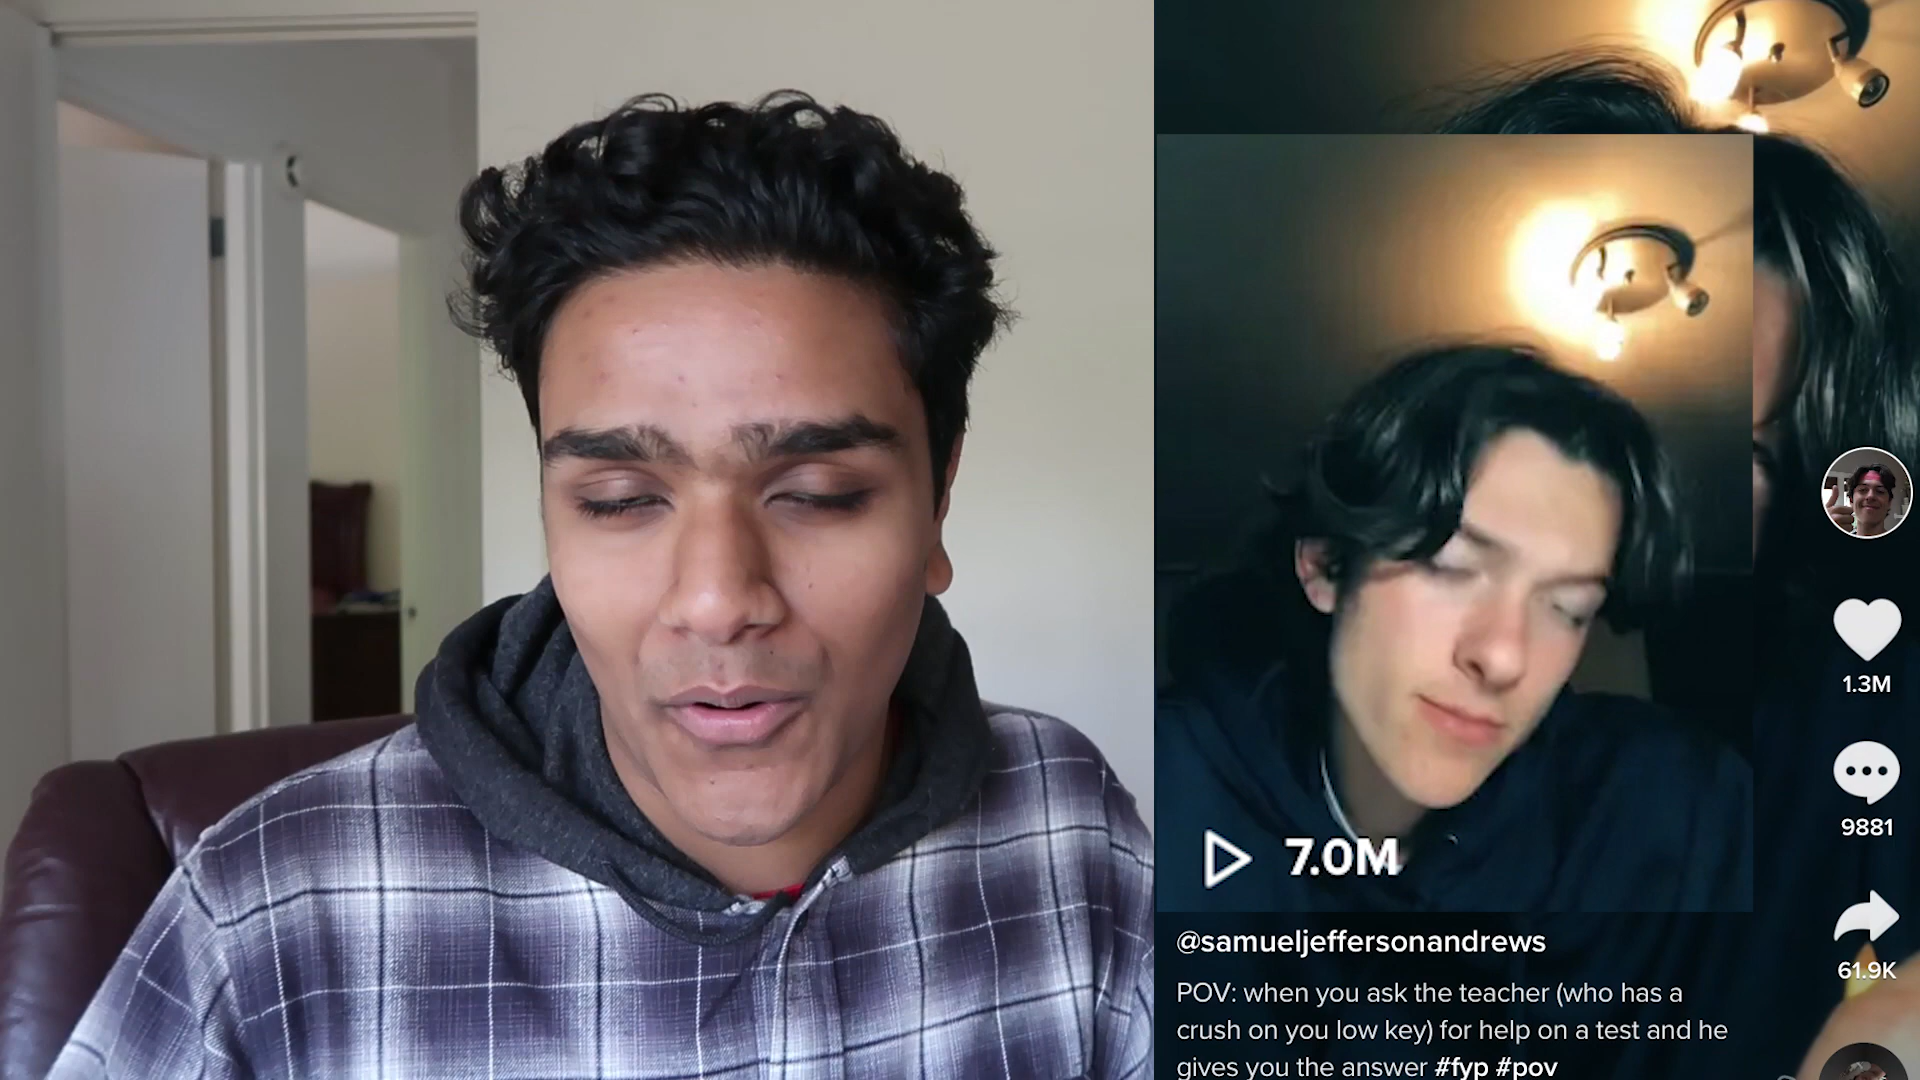 7.0M
@samueljeffersonandrews
POV: when you ask the teacher (who has a
crush on you low key) for help on a test and he
gives you the answer #fyp #pov
1.3M
9881
61.9K